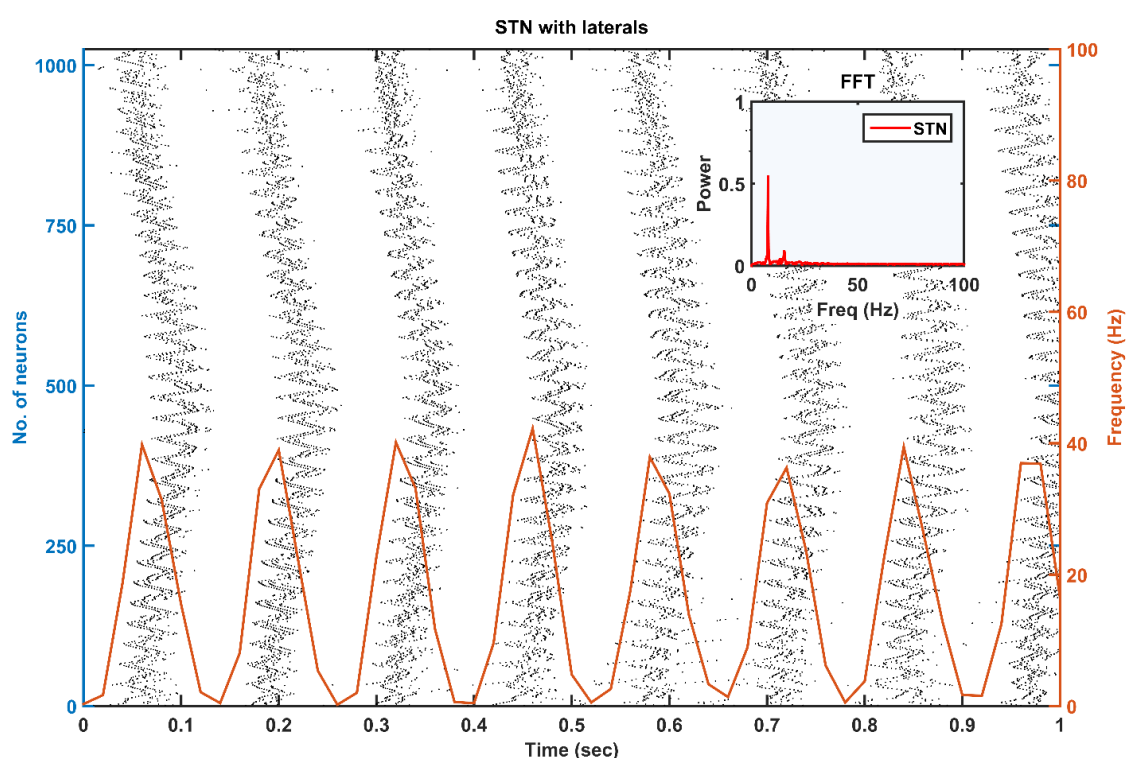 STN with laterals
1000
750
500
250
0
No. of neurons
0 0.1 0.2 0.3 0.4 0.5 0.6 0.7 0.8 0.9 1
Time (sec)
100
80
60
40
20
0
Frequency (Hz)
FFT
STN
1
0.5
0
Power
0 50 100
Freq (Hz)